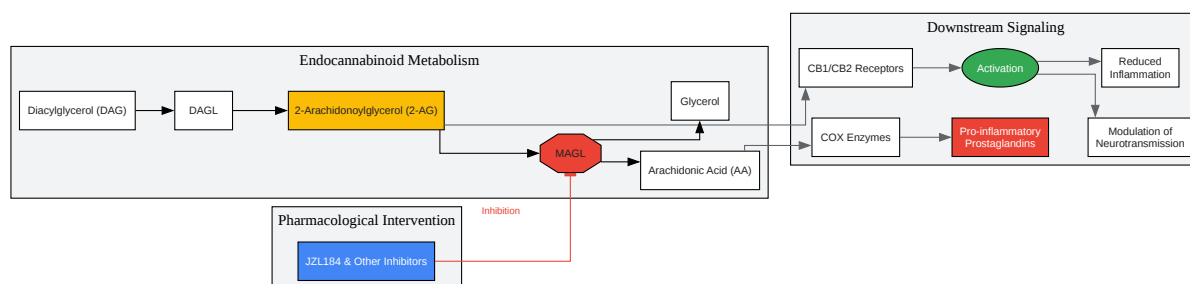 Endocannabinoid Metabolism
Diacylglycerol (DAG)
DAGL
2-Arachidonoylglycerol (2-AG)
MAGL
Glycerol
Arachidonic Acid (AA)
Downstream Signaling
CB1/CB2 Receptors
Activation
Reduced
Inflammation
COX Enzymes
Pro-inflammatory
Prostaglandins
Modulation of
Neurotransmission
Inhibition
Pharmacological Intervention
JZL184 & Other Inhibitors